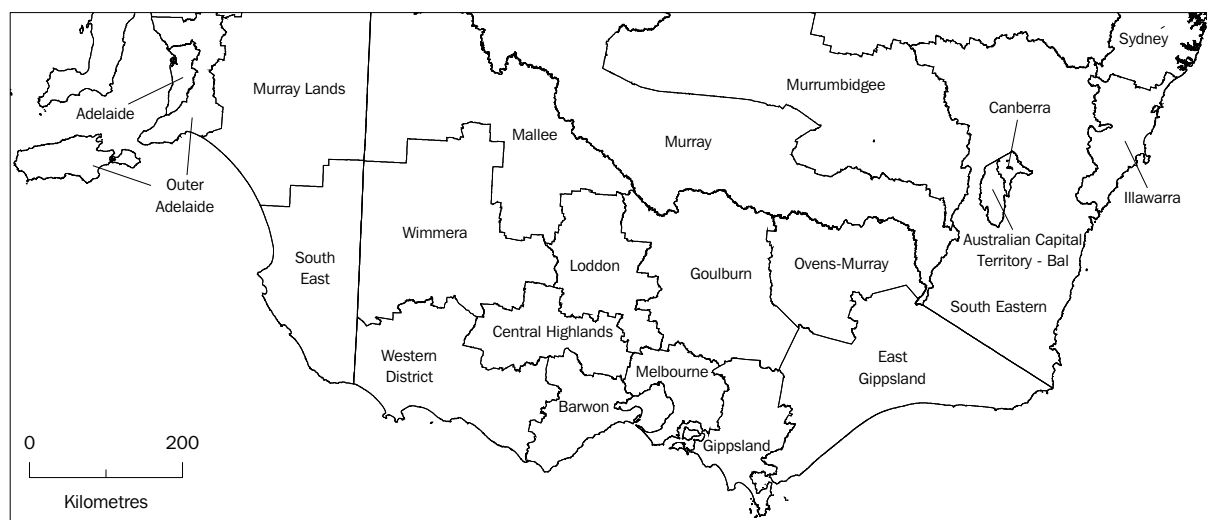 Sydney
Adelaide
Murray Lands
Murrumbidgee
Canberra
Mallee
Murray
Outer
Adelaide
Illawarra
Wimmera
Australian Capital
Territory - Bal
South
East
Loddon
Goulburn
Ovens-Murray
South Eastern
Central Highlands
Western
District
Melbourne
East
Gippsland
Barwon
Gippsland
0 200
Kilometres